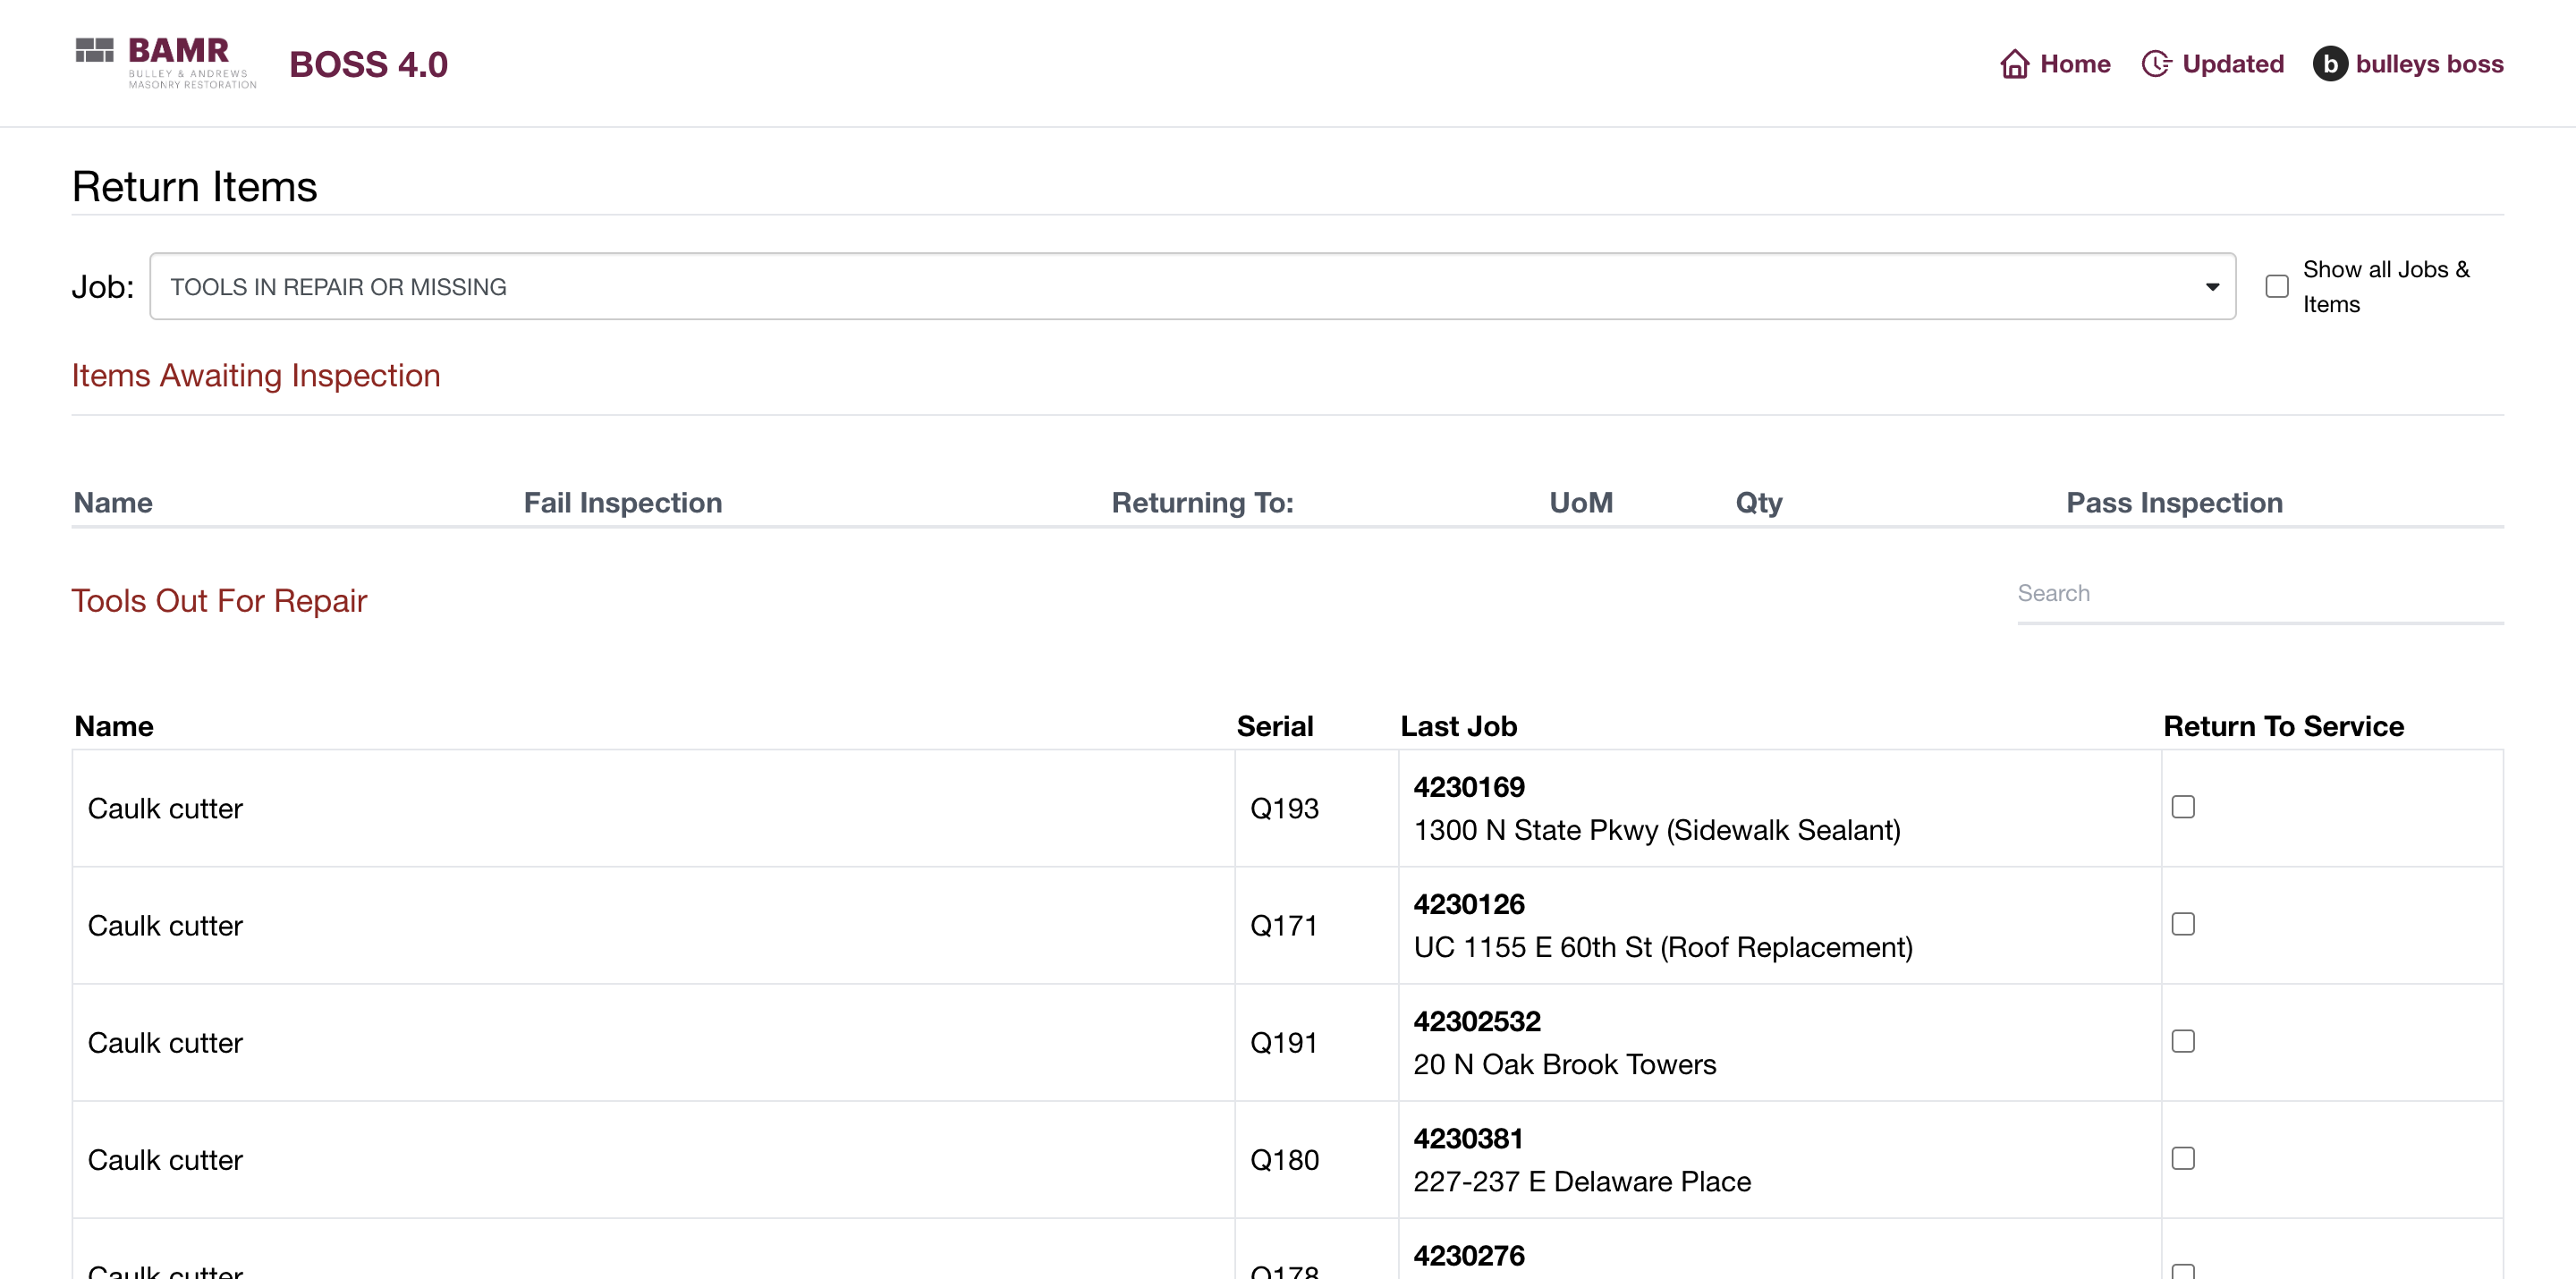 BAMR
BULLEY & ANDREWS
MASONRY RESTORATION
BOSS 4.0
Home
Updated
b bulleys boss
Return Items
Job: TOOLS IN REPAIR OR MISSING
Show all Jobs &
Items
Items Awaiting Inspection
Name Fail Inspection Returning To: UoM Qty Pass Inspection
Tools Out For Repair
Search
Name Serial Last Job Return To Service
Caulk cutter Q193
4230169
1300 N State Pkwy (Sidewalk Sealant)
Caulk cutter Q171
4230126
UC 1155 E 60th St (Roof Replacement)
Caulk cutter Q191
42302532
20 N Oak Brook Towers
Caulk cutter Q180
4230381
227-237 E Delaware Place
Caulk cutter Q178
4230276